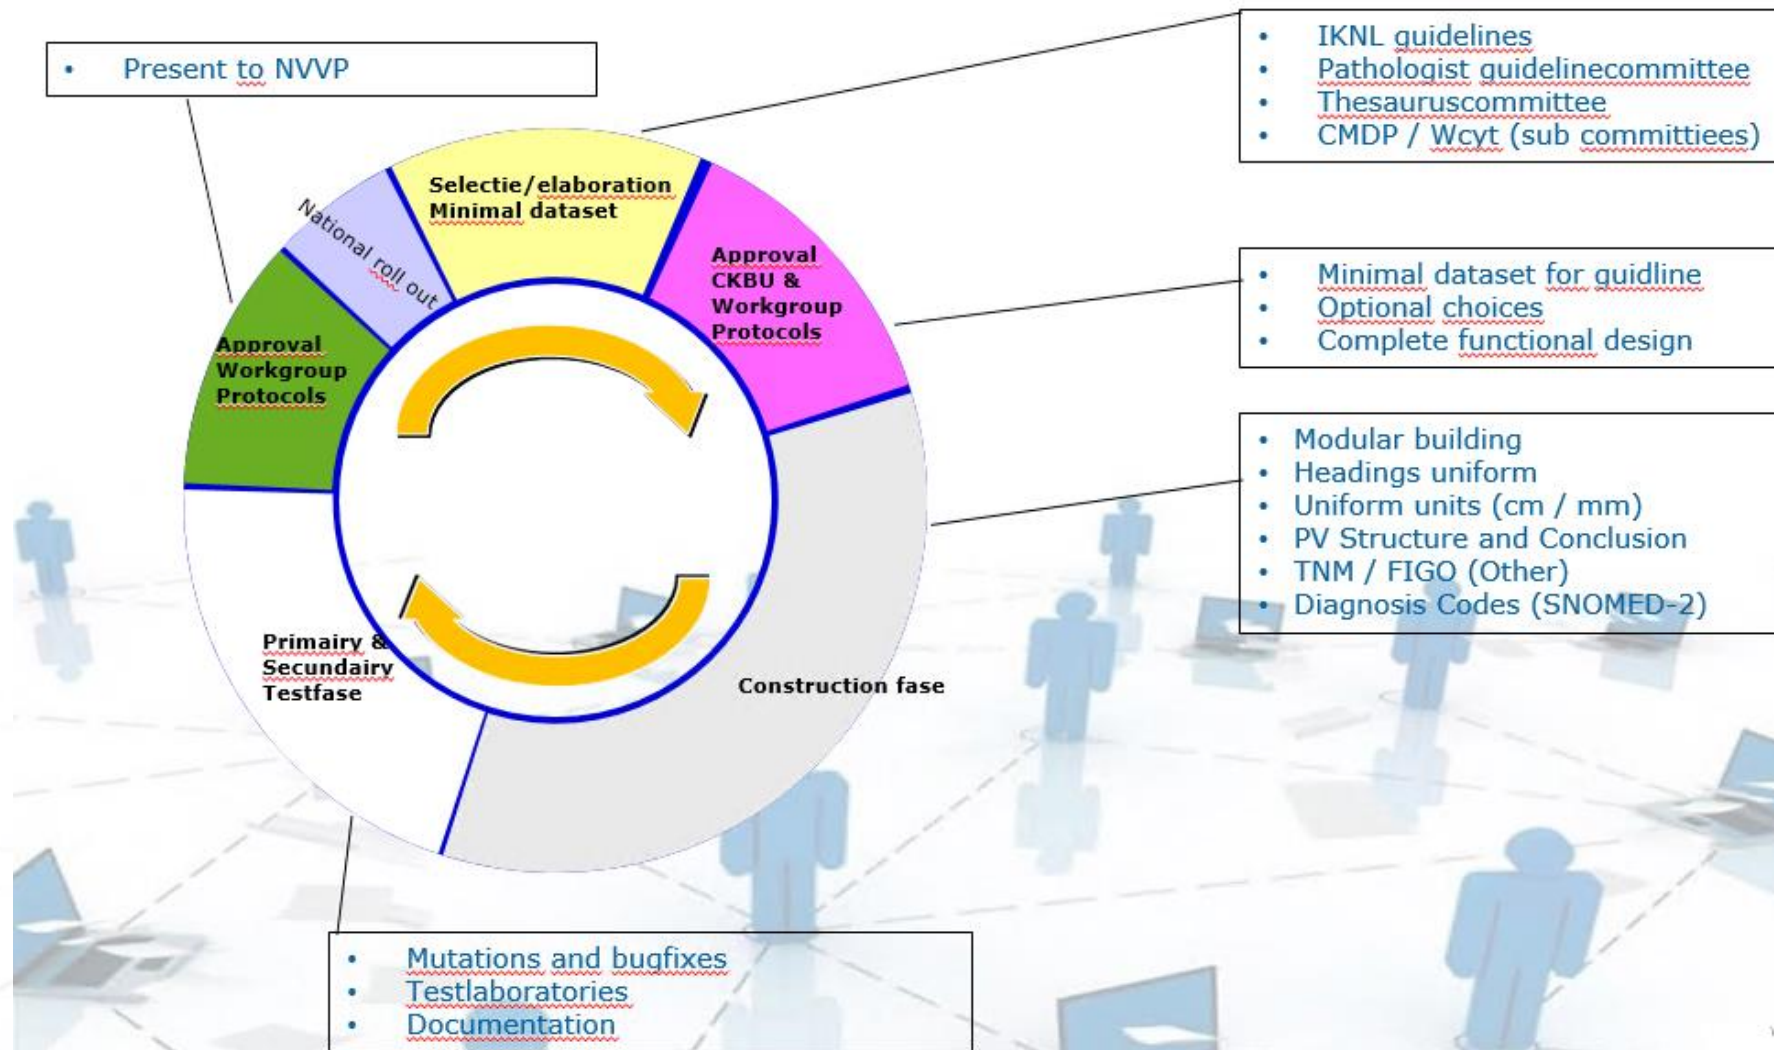 • Present to NVVP
• IKNL guidelines
• Pathologist guidelinecommittee
• Thesauruscommittee
• CMDP / Wcyt (sub committiees)
Selectie/elaboration
Minimal dataset
National roll out
Approval
CKBU &
Workgroup
Protocols
• Minimal dataset for guidline
• Optional choices
• Complete functional design
Approval
Workgroup
Protocols
• Modular building
• Headings uniform
• Uniform units (cm / mm)
• PV Structure and Conclusion
• TNM / FIGO (Other)
• Diagnosis Codes (SNOMED-2)
Primairy &
Secundairy
Testfase
Construction fase
• Mutations and bugfixes
• Testlaboratories
• Documentation